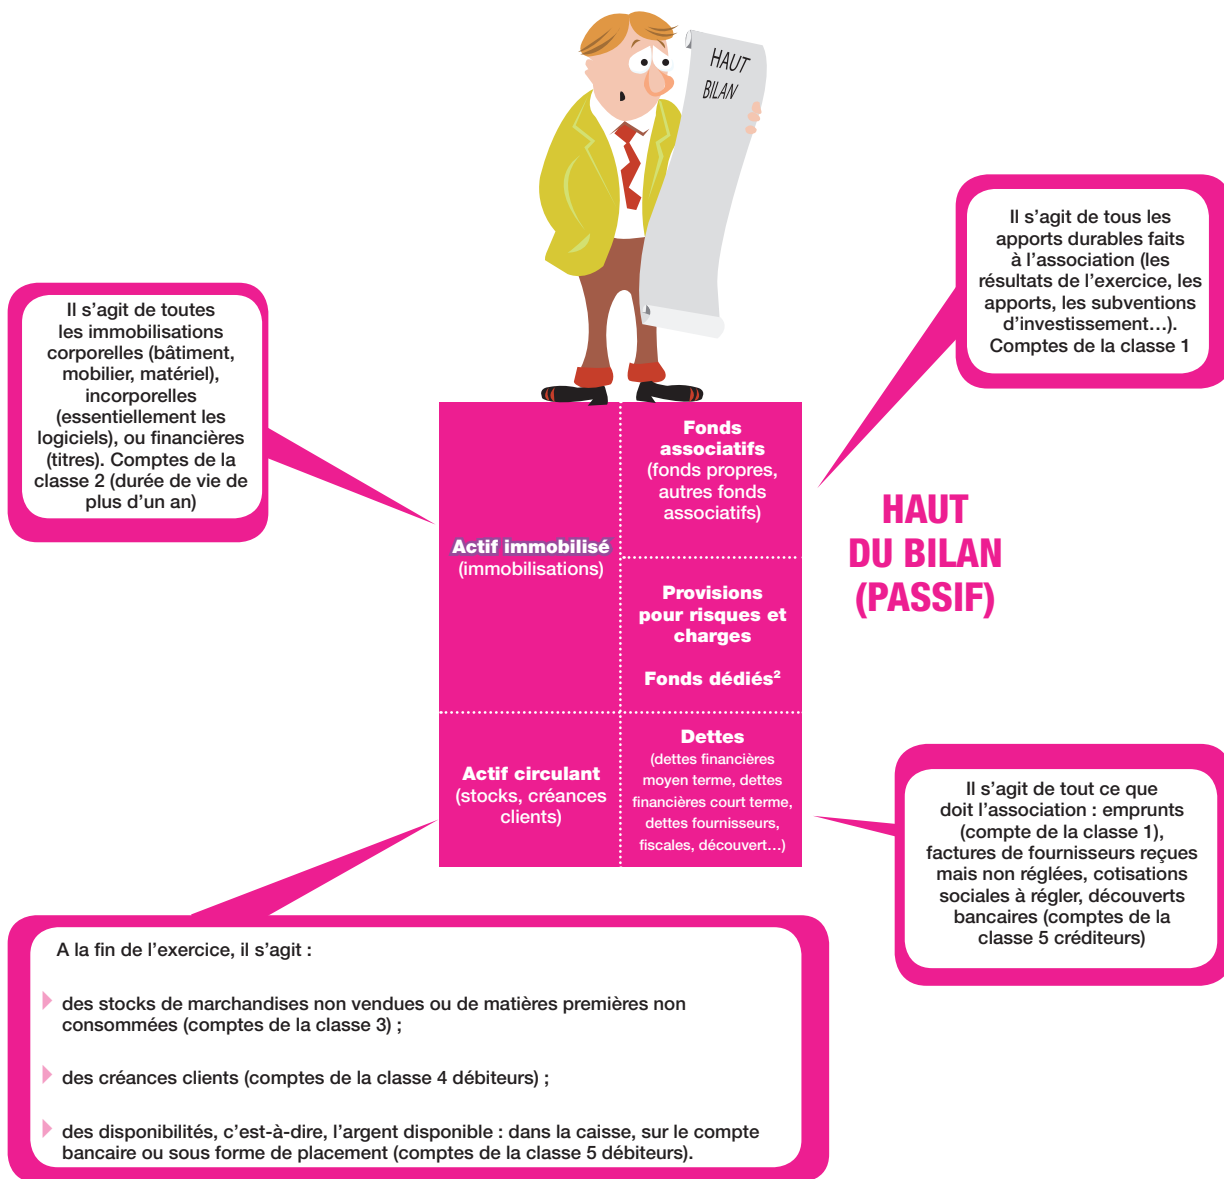 HAUT
BILAN
Il s’agit de tous les
apports durables faits
à l’association (les
résultats de l’exercice, les
apports, les subventions
d’investissement…).
Comptes de la classe 1
Il s’agit de toutes
les immobilisations
corporelles (bâtiment,
mobilier, matériel),
incorporelles
(essentiellement les
logiciels), ou financières
(titres). Comptes de la
classe 2 (durée de vie de
plus d’un an)
Actif immobilisé
(immobilisations)
Fonds
associatifs
(fonds propres,
autres fonds
associatifs)
Provisions
pour risques et
charges
Fonds dédiés²
HAUT
DU BILAN
(PASSIF)
Actif circulant
(stocks, créances
clients)
Dettes
(dettes financières
moyen terme, dettes
financières court terme,
dettes fournisseurs,
fiscales, découvert…)
Il s’agit de tout ce que
doit l’association : emprunts
(compte de la classe 1),
factures de fournisseurs reçues
mais non réglées, cotisations
sociales à régler, découverts
bancaires (comptes de la
classe 5 créditeurs)
A la fin de l’exercice, il s’agit :
des stocks de marchandises non vendues ou de matières premières non
consommées (comptes de la classe 3) ;
des créances clients (comptes de la classe 4 débiteurs) ;
des disponibilités, c’est-à-dire, l’argent disponible : dans la caisse, sur le compte
bancaire ou sous forme de placement (comptes de la classe 5 débiteurs).